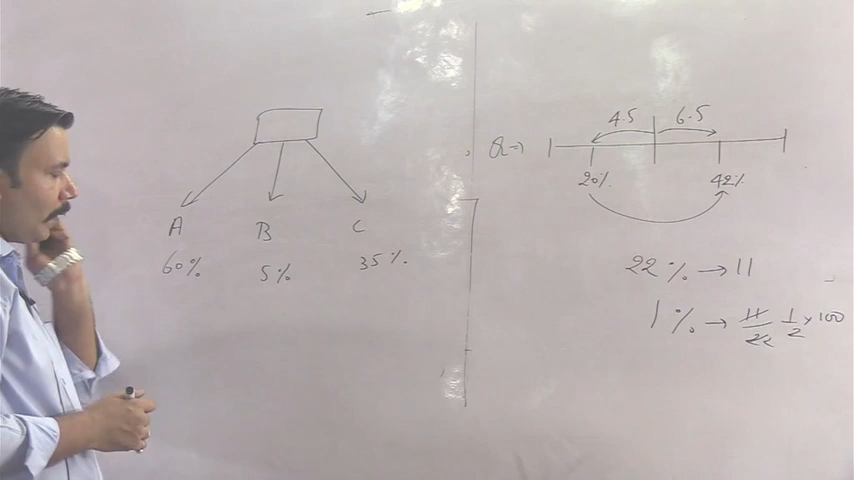 A B C
60% 5% 35%
4.5 6.5
Q ⇒
20% 42%
22 % → 11
1 % → 11/22 1/2 × 100